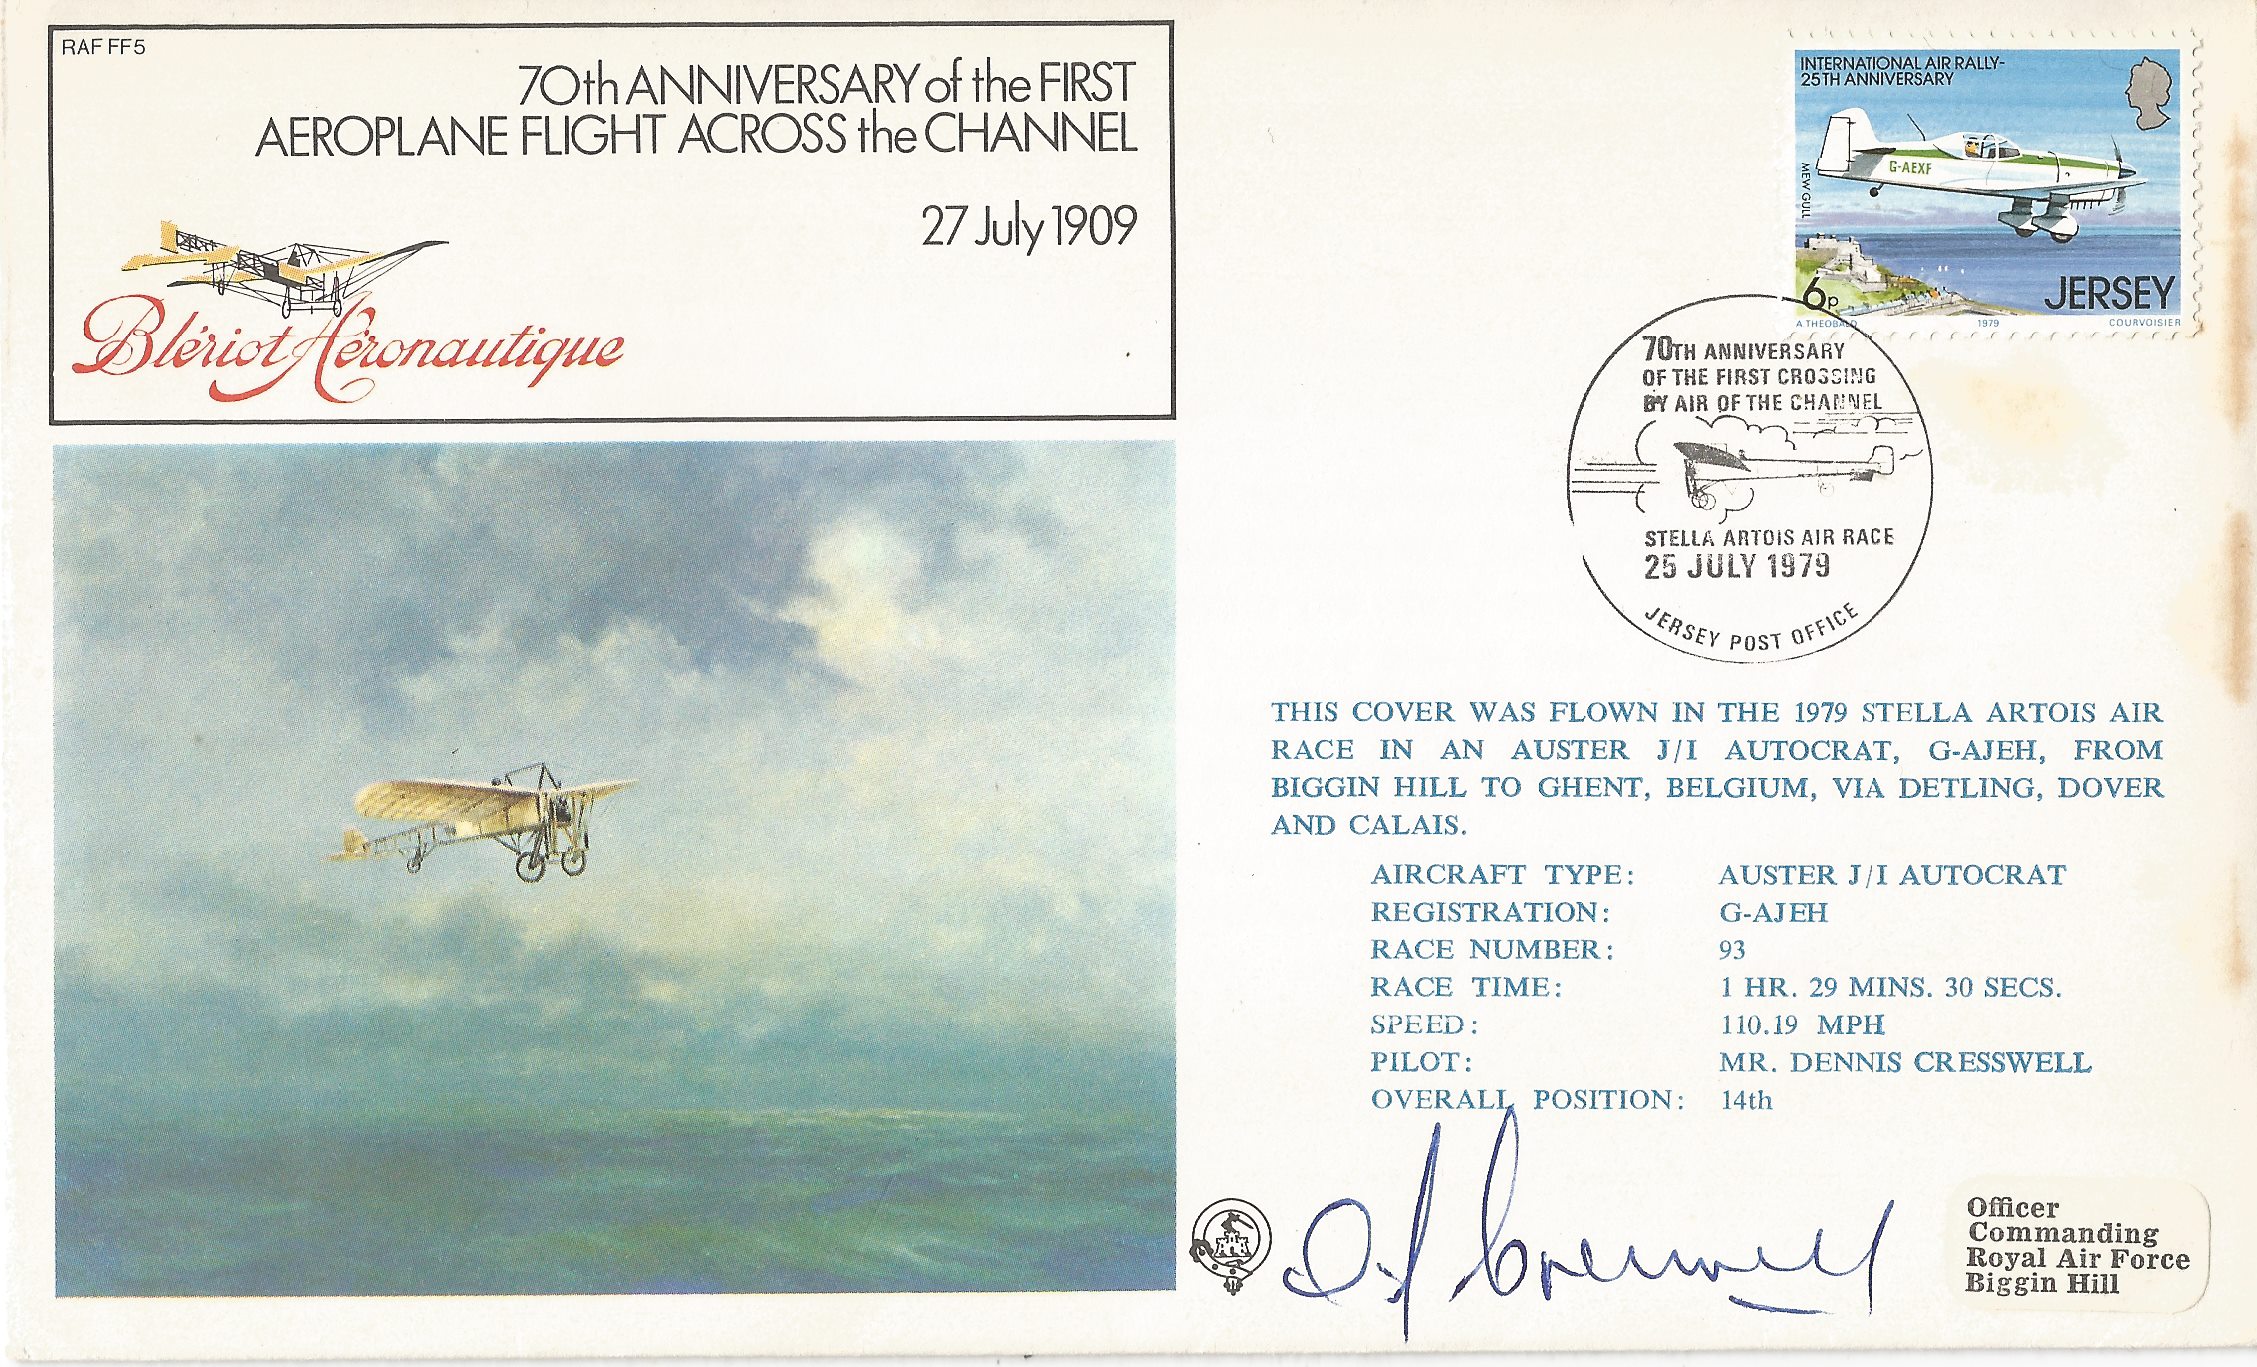 RAF FF5
70th ANNIVERSARY of the FIRST
AEROPLANE FLIGHT ACROSS the CHANNEL
27 July 1909
Blériot Aéronautique
INTERNATIONAL AIR RALLY-
25TH ANNIVERSARY
G-AEXF
MEW GULL
6p
JERSEY
A THEOBALD 1979 COURVOISIER
70TH ANNIVERSARY
OF THE FIRST CROSSING
BY AIR OF THE CHANNEL
STELLA ARTOIS AIR RACE
25 JULY 1979
JERSEY POST OFFICE
THIS COVER WAS FLOWN IN THE 1979 STELLA ARTOIS AIR
RACE IN AN AUSTER J/I AUTOCRAT, G-AJEH, FROM
BIGGIN HILL TO GHENT, BELGIUM, VIA DETLING, DOVER
AND CALAIS.
AIRCRAFT TYPE: AUSTER J/I AUTOCRAT
REGISTRATION: G-AJEH
RACE NUMBER: 93
RACE TIME: 1 HR. 29 MINS. 30 SECS.
SPEED: 110.19 MPH
PILOT: MR. DENNIS CRESSWELL
OVERALL POSITION: 14th
Officer
Commanding
Royal Air Force
Biggin Hill